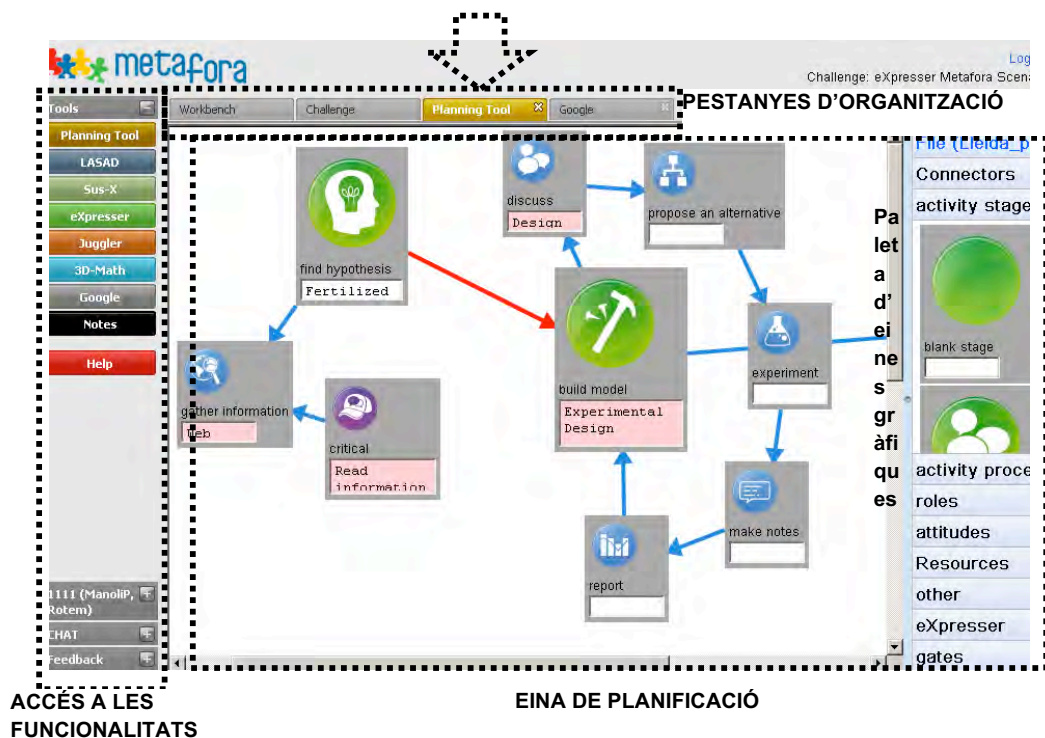 metafora
Log
Challenge: eXpresser Metafora Scena
PESTANYES D'ORGANITZACIÓ
Workbench
Challenge
Planning Tool
Google
Tools
Planning Tool
LASAD
Sus-X
eXpresser
Juggler
3D-Math
Google
Notes
Help
1111 (ManoliP,
Rotem)
CHAT
Feedback
find hypothesis
Fertilized
discuss
Design
propose an alternative
gather information
Web
critical
Read
information
build model
Experimental
Design
experiment
make notes
report
Pa
let
a
d'
ei
ne
s
gr
àfi
qu
es
File (Lleida_p
Connectors
activity stage
blank stage
activity proce
roles
attitudes
Resources
other
eXpresser
gates
ACCÉS A LES
FUNCIONALITATS
EINA DE PLANIFICACIÓ